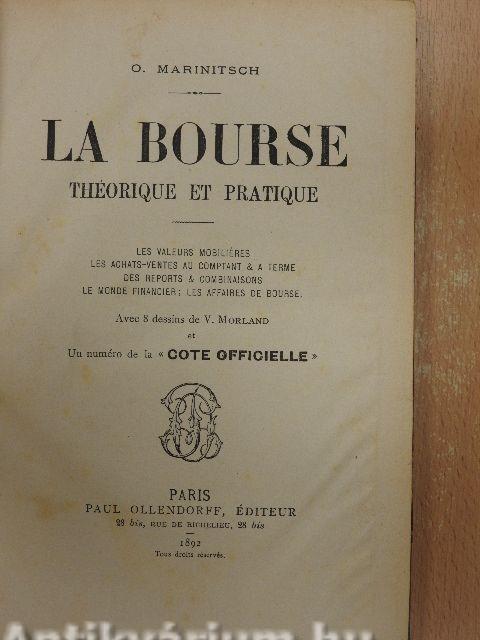 O. MARINITSCH
LA BOURSE
THÉORIQUE ET PRATIQUE
LES VALEURS MOBILIÈRES
LES ACHATS-VENTES AU COMPTANT & A TERME
DES REPORTS & COMBINAISONS
LE MONDE FINANCIER; LES AFFAIRES DE BOURSE.
Avec 8 dessins de V. MORLAND
et
Un numéro de la « COTE OFFICIELLE »
PARIS
PAUL OLLENDORFF, ÉDITEUR
28 bis, RUE DE RICHELIEU, 28 bis
1892
Tous droits réservés.
Antikvárium.hu